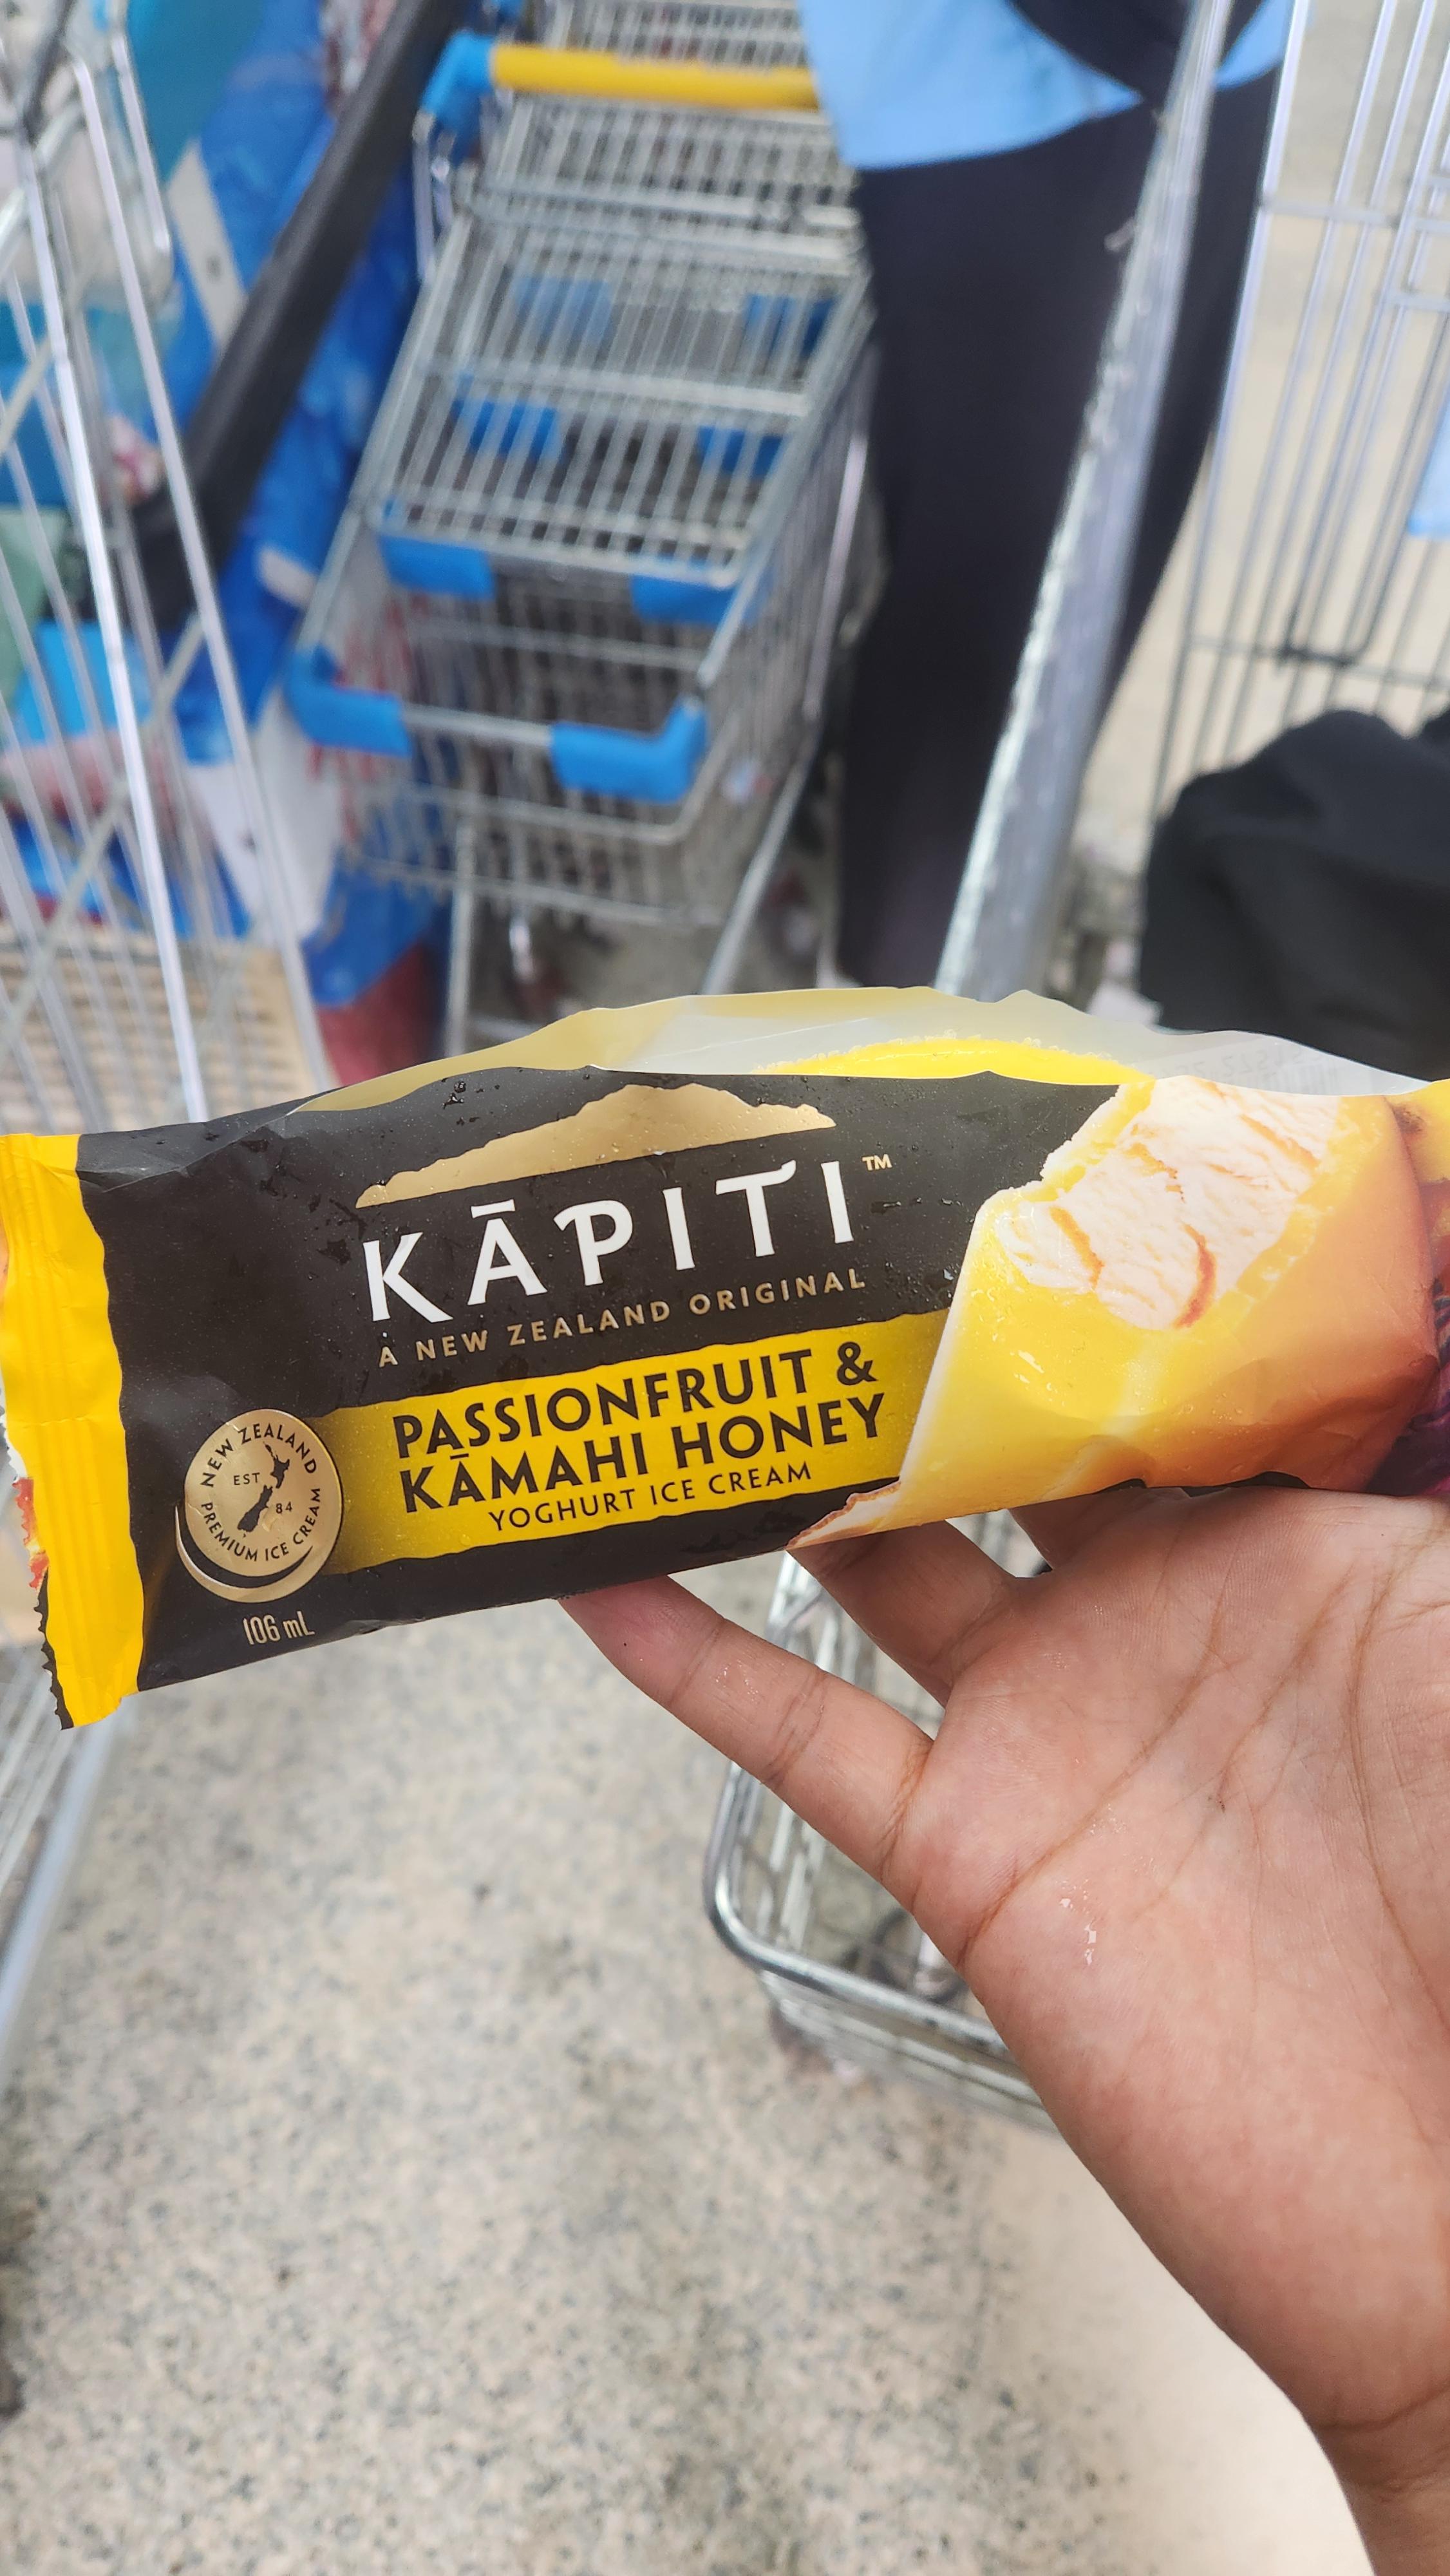 KĀPITI™
A NEW ZEALAND ORIGINAL
PASSIONFRUIT &
KĀMAHI HONEY
YOGHURT ICE CREAM
NEW ZEALAND
EST
84
PREMIUM ICE CREAM
106 mL